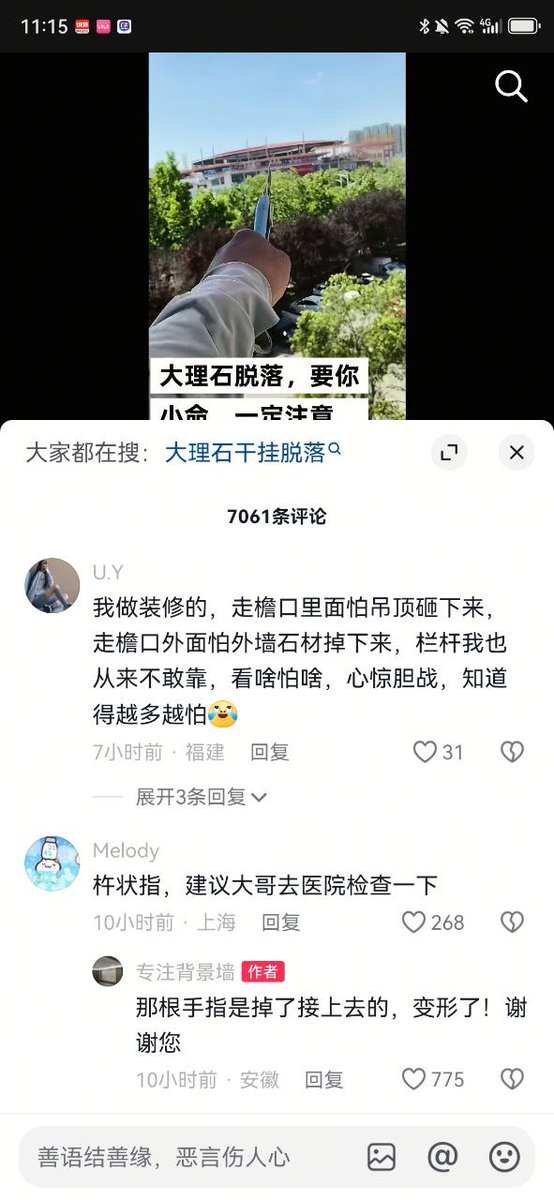 11:15
4G
大理石脱落，要你
小命，一定注意
大家都在搜：大理石干挂脱落
7061条评论
U.Y
我做装修的，走檐口里面怕吊顶砸下来，
走檐口外面怕外墙石材掉下来，栏杆我也
从来不敢靠，看啥怕啥，心惊胆战，知道
得越多越怕
7小时前 · 福建 回复 31
展开3条回复
Melody
杵状指，建议大哥去医院检查一下
10小时前 · 上海 回复 268
专注背景墙 作者
那根手指是掉了接上去的，变形了！谢
谢您
10小时前 · 安徽 回复 775
善语结善缘，恶言伤人心
@